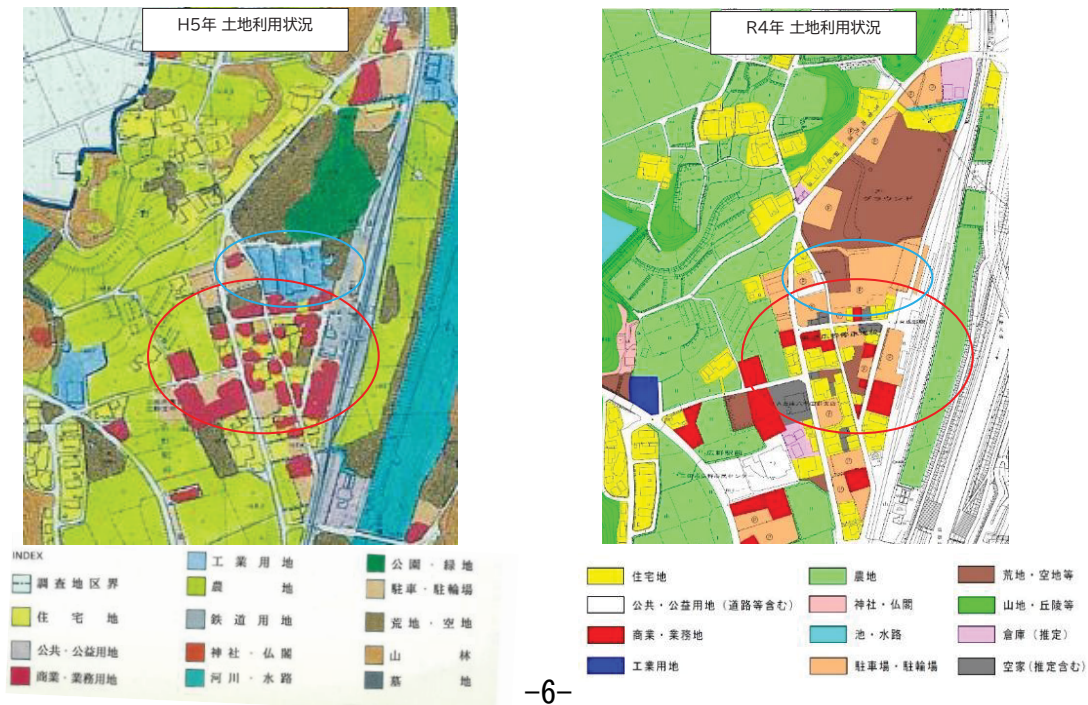 H5年 土地利用状況
R4年 土地利用状況
グラウンド
INDEX
調査地区界
住宅地
公共・公益用地
商業・業務用地
工業用地
農地
鉄道用地
神社・仏閣
河川・水路
公園・緑地
駐車・駐輪場
荒地・空地
山林
墓地
住宅地
公共・公益用地（道路等含む）
商業・業務地
工業用地
農地
神社・仏閣
池・水路
駐車場・駐輪場
荒地・空地等
山地・丘陵等
倉庫（推定）
空家（推定含む）
-6-